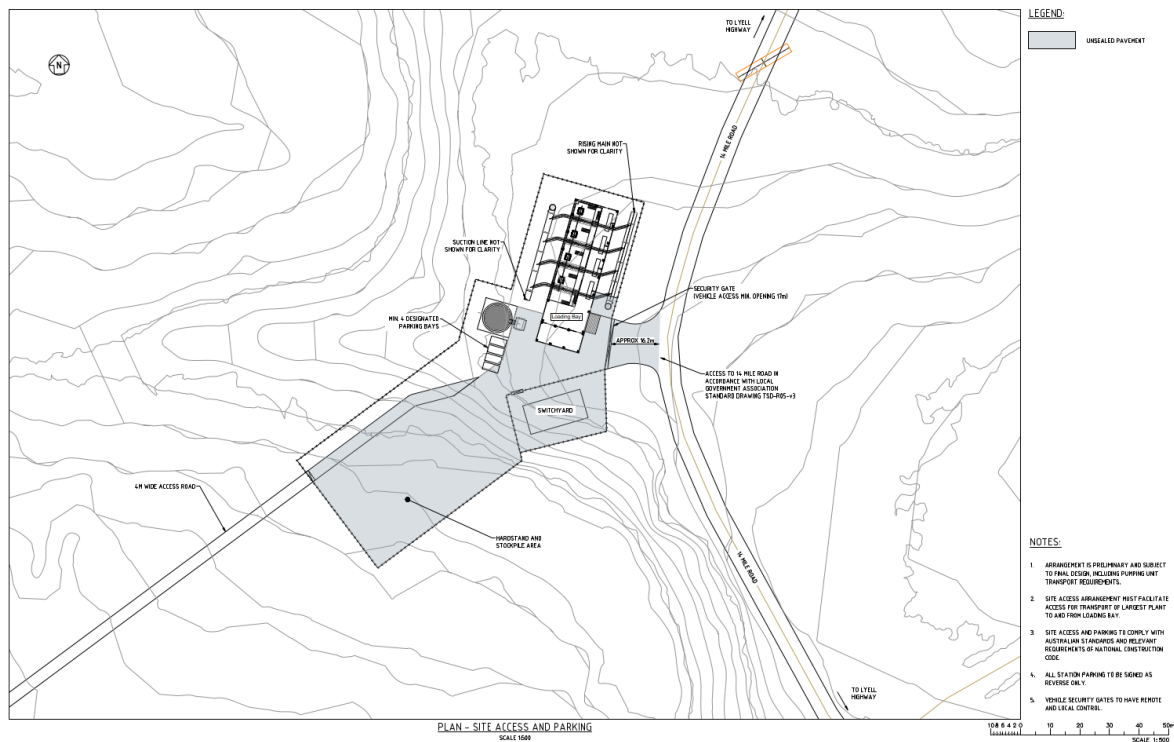 LEGEND:
UNSEALED PAVEMENT
TO LYELL
HIGHWAY
N
14 MILE ROAD
RISING MAIN NOT
SHOWN FOR CLARITY
SUCTION LINE NOT
SHOWN FOR CLARITY
SECURITY GATE
(VEHICLE ACCESS MIN. OPENING 17m)
Loading Bay
MIN. 4 DESIGNATED
PARKING BAYS
APPROX 16.2m
ACCESS TO 14 MILE ROAD IN
ACCORDANCE WITH LOCAL
GOVERNMENT ASSOCIATION
STANDARD DRAWING TSD-R05-v3
SWITCHYARD
4M WIDE ACCESS ROAD
HARDSTAND AND
STOCKPILE AREA
14 MILE ROAD
TO LYELL
HIGHWAY
NOTES:
1. ARRANGEMENT IS PRELIMINARY AND SUBJECT
TO FINAL DESIGN, INCLUDING PUMPING UNIT
TRANSPORT REQUIREMENTS.
2. SITE ACCESS ARRANGEMENT MUST FACILITATE
ACCESS FOR TRANSPORT OF LARGEST PLANT
TO AND FROM LOADING BAY.
3. SITE ACCESS AND PARKING TO COMPLY WITH
AUSTRALIAN STANDARDS AND RELEVANT
REQUIREMENTS OF NATIONAL CONSTRUCTION
CODE.
4. ALL STATION PARKING TO BE SIGNED AS
REVERSE ONLY.
5. VEHICLE SECURITY GATES TO HAVE REMOTE
AND LOCAL CONTROL.
PLAN - SITE ACCESS AND PARKING
SCALE 1:500
10 8 6 4 2 0 10 20 30 40 50m
SCALE 1:500